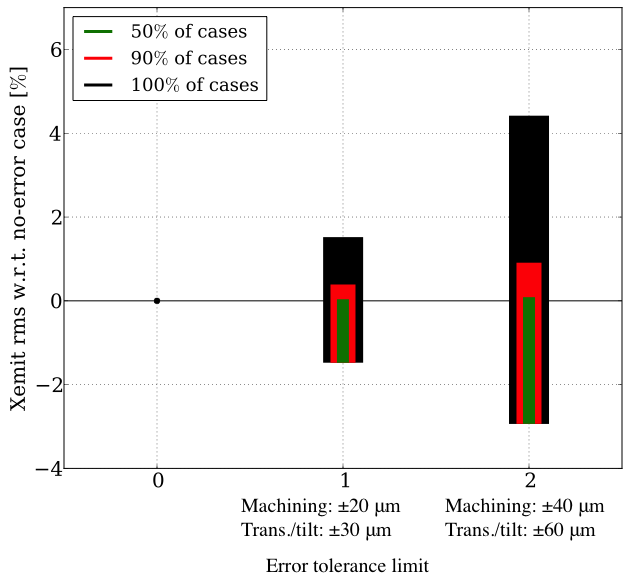 50% of cases
90% of cases
100% of cases
Xemit rms w.r.t. no-error case [%]
6
4
2
0
−2
−4
0
1
2
Machining: ±20 µm
Trans./tilt: ±30 µm
Machining: ±40 µm
Trans./tilt: ±60 µm
Error tolerance limit